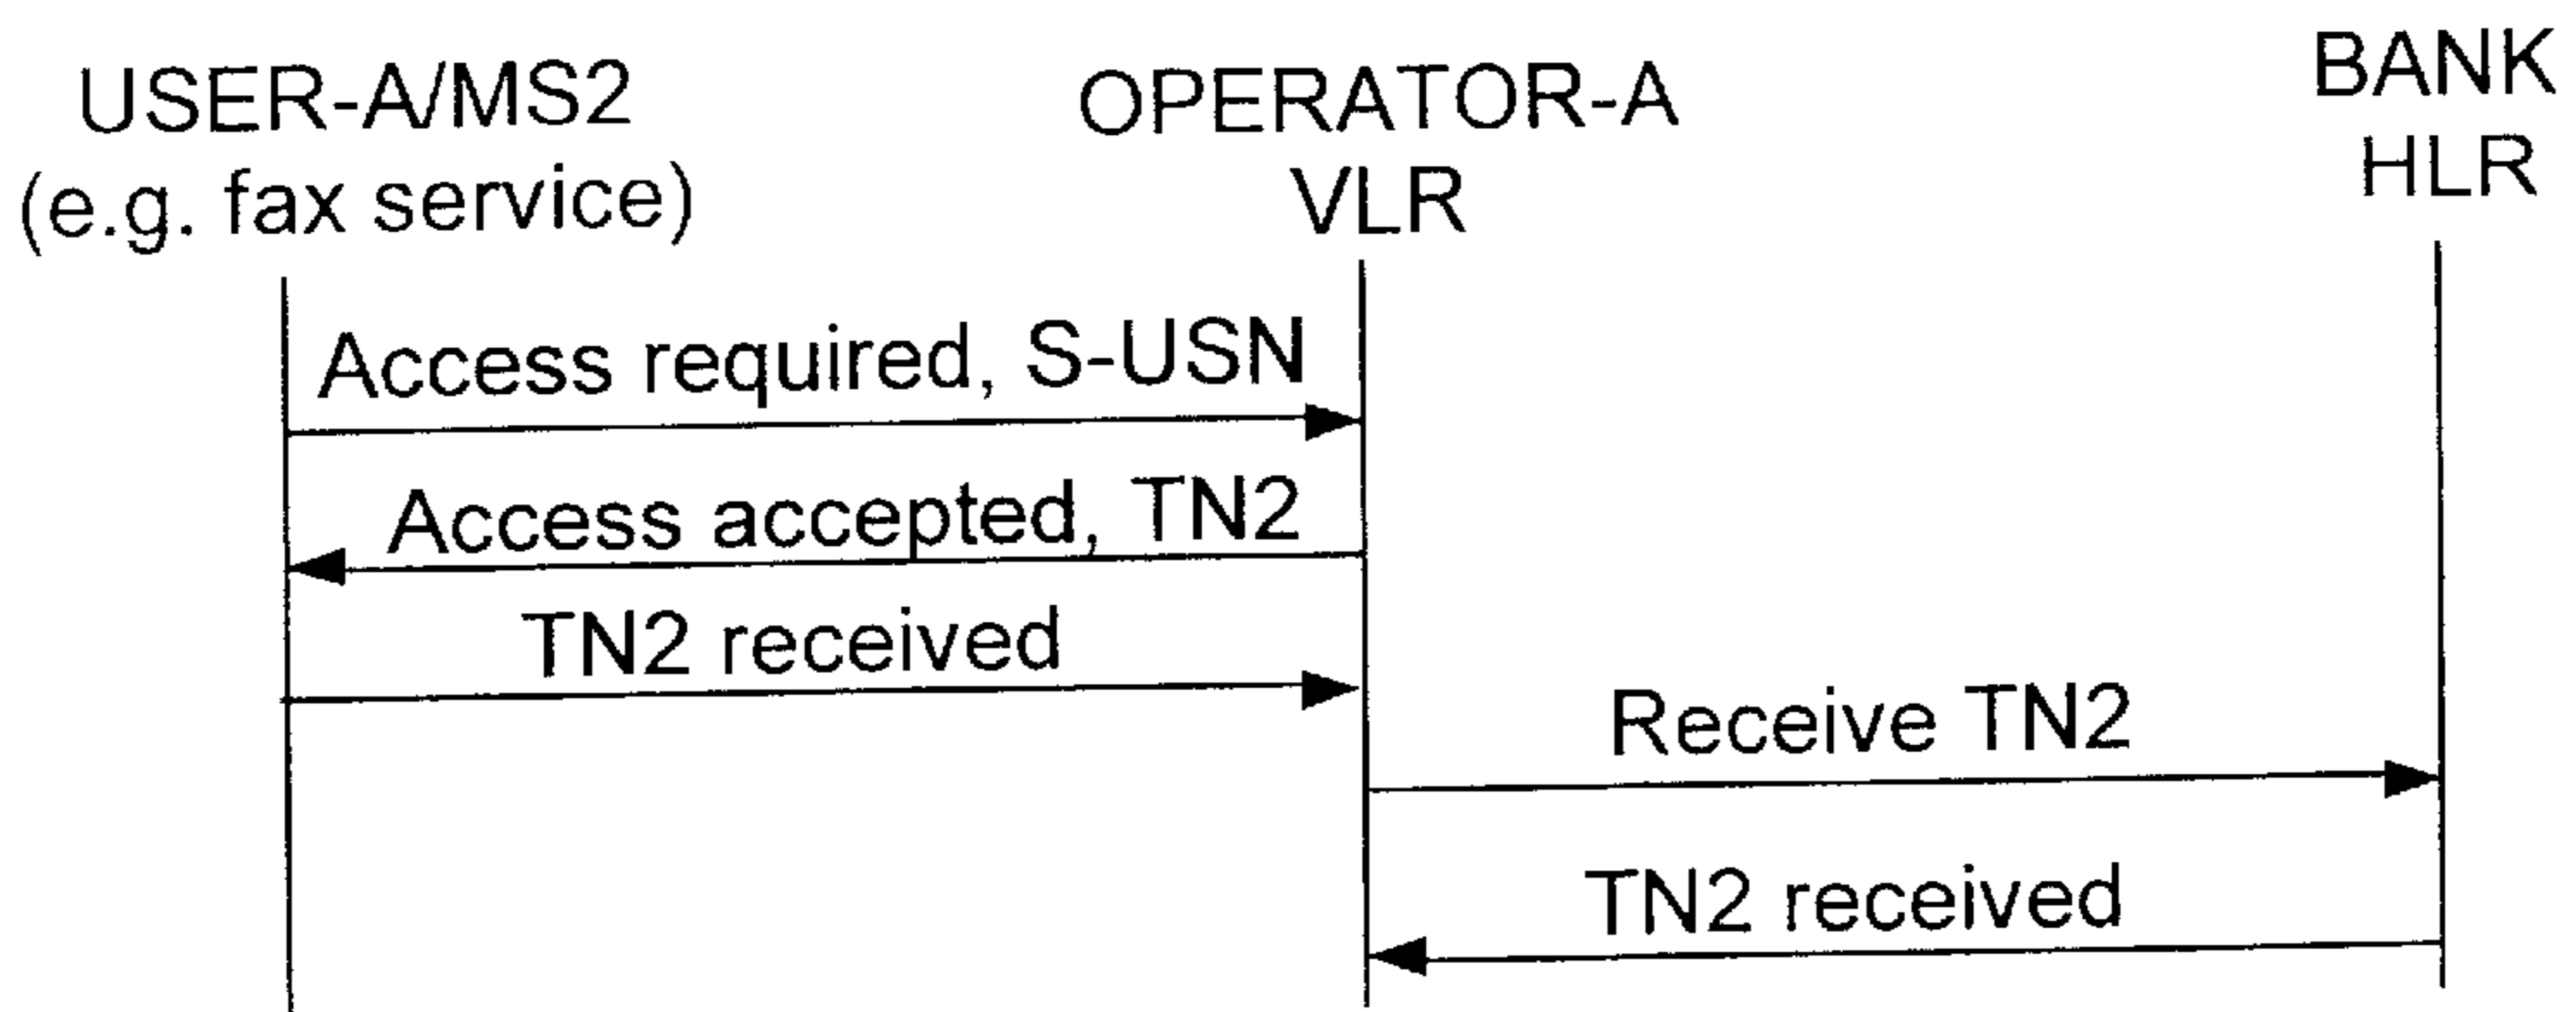 USER-A/MS2
(e.g. fax service)
OPERATOR-A
VLR
BANK
HLR
Access required, S-USN
Access accepted, TN2
TN2 received
Receive TN2
TN2 received